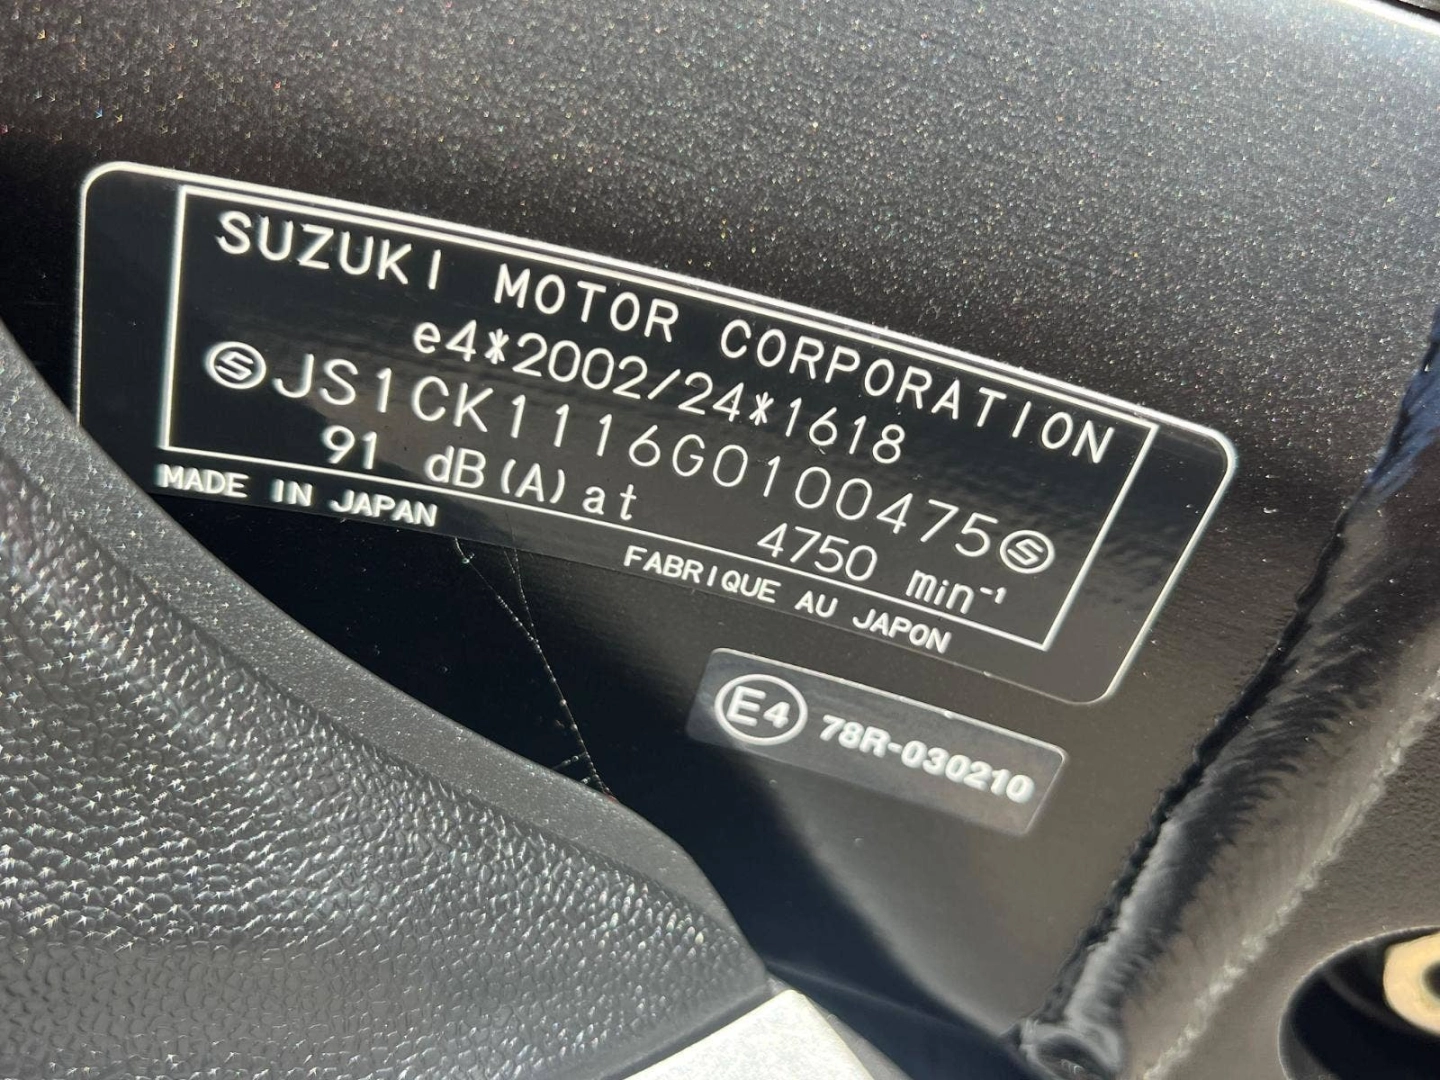 SUZUKI MOTOR CORPORATION
e4*2002/24*1618
JS1CK1116G0100475
91 dB(A) at 4750 min⁻¹
MADE IN JAPAN FABRIQUE AU JAPON
E4 78R-030210